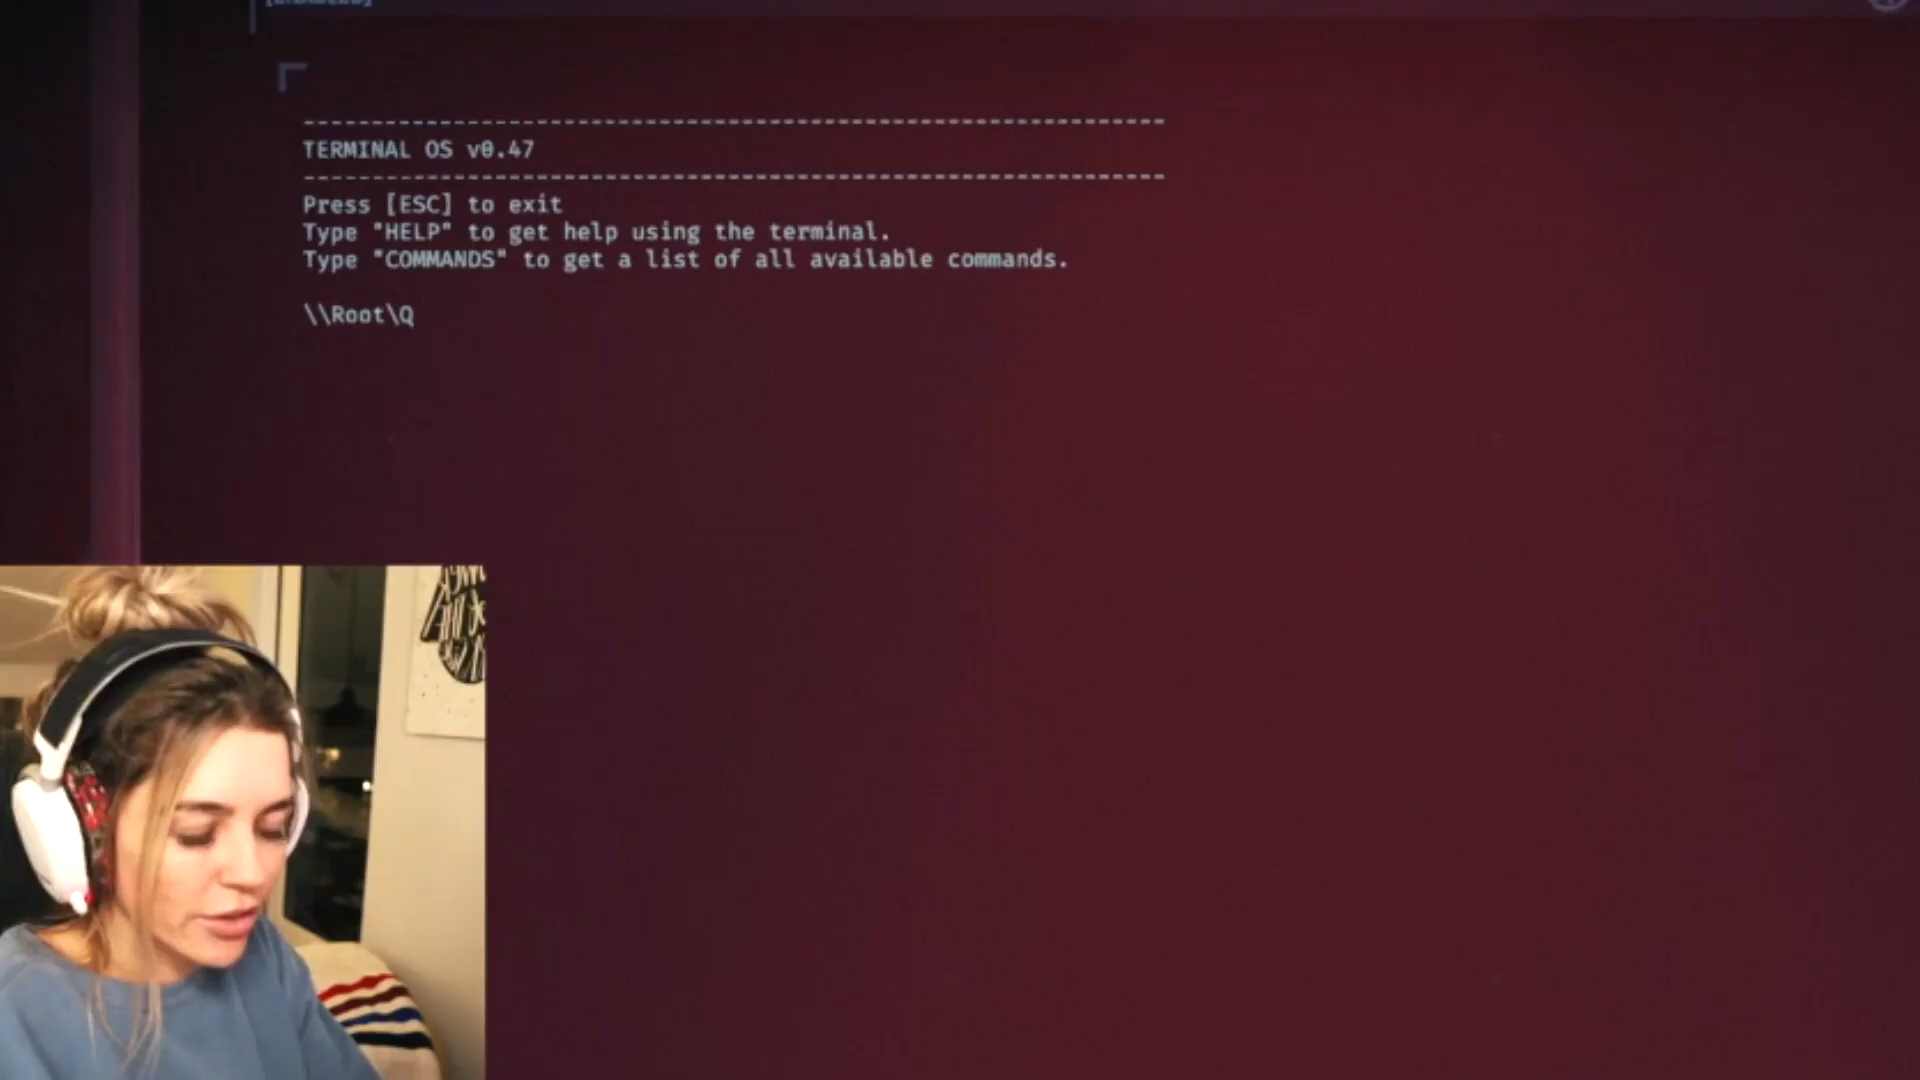 ------------------------------------------------------------------
TERMINAL OS v0.47
------------------------------------------------------------------
Press [ESC] to exit
Type "HELP" to get help using the terminal.
Type "COMMANDS" to get a list of all available commands.
\\Root\Q